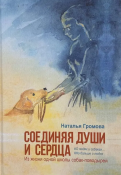 Наталья Громова
СОЕДИНЯЯ ДУШИ
И СЕРДЦА
Из жизни одной школы собак-поводырей